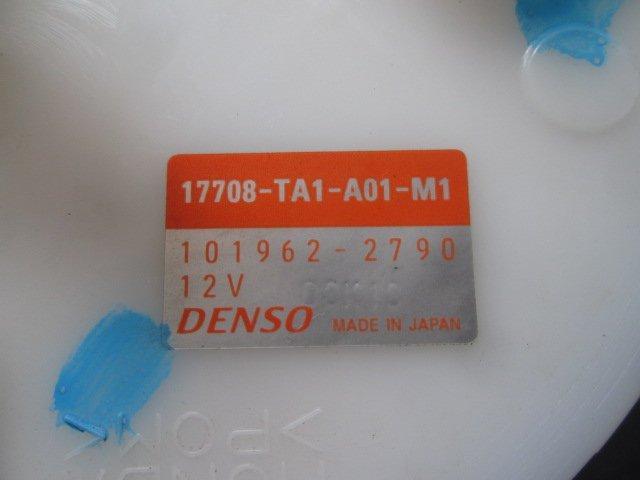 17708-TA1-A01-M1
101962-2790
12V
DENSO MADE IN JAPAN